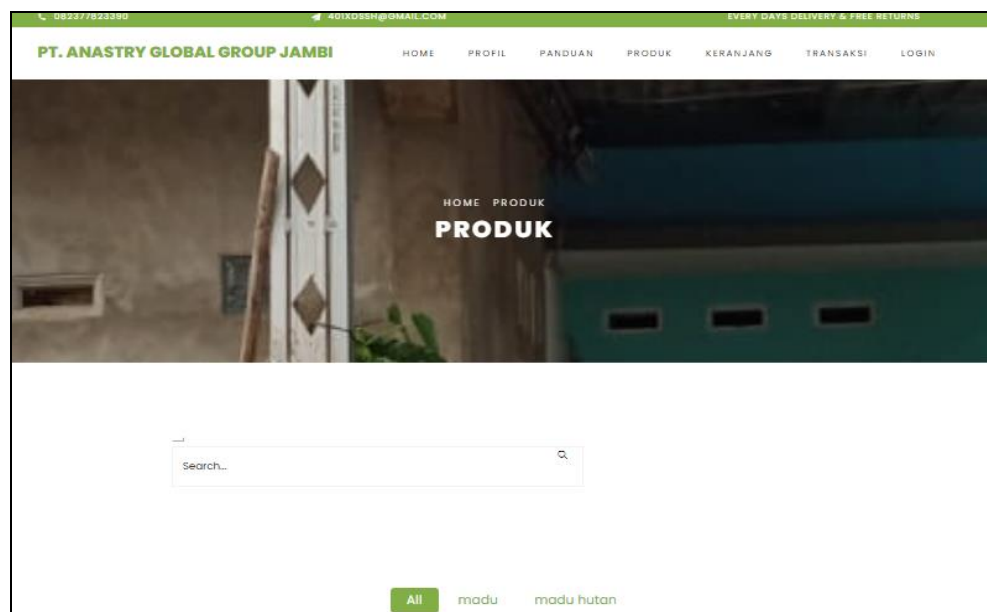 082377823390 401XDSSH@GMAIL.COM EVERY DAYS DELIVERY & FREE RETURNS
PT. ANASTRY GLOBAL GROUP JAMBI HOME PROFIL PANDUAN PRODUK KERANJANG TRANSAKSI LOGIN
HOME PRODUK
PRODUK
Search...
All madu madu hutan